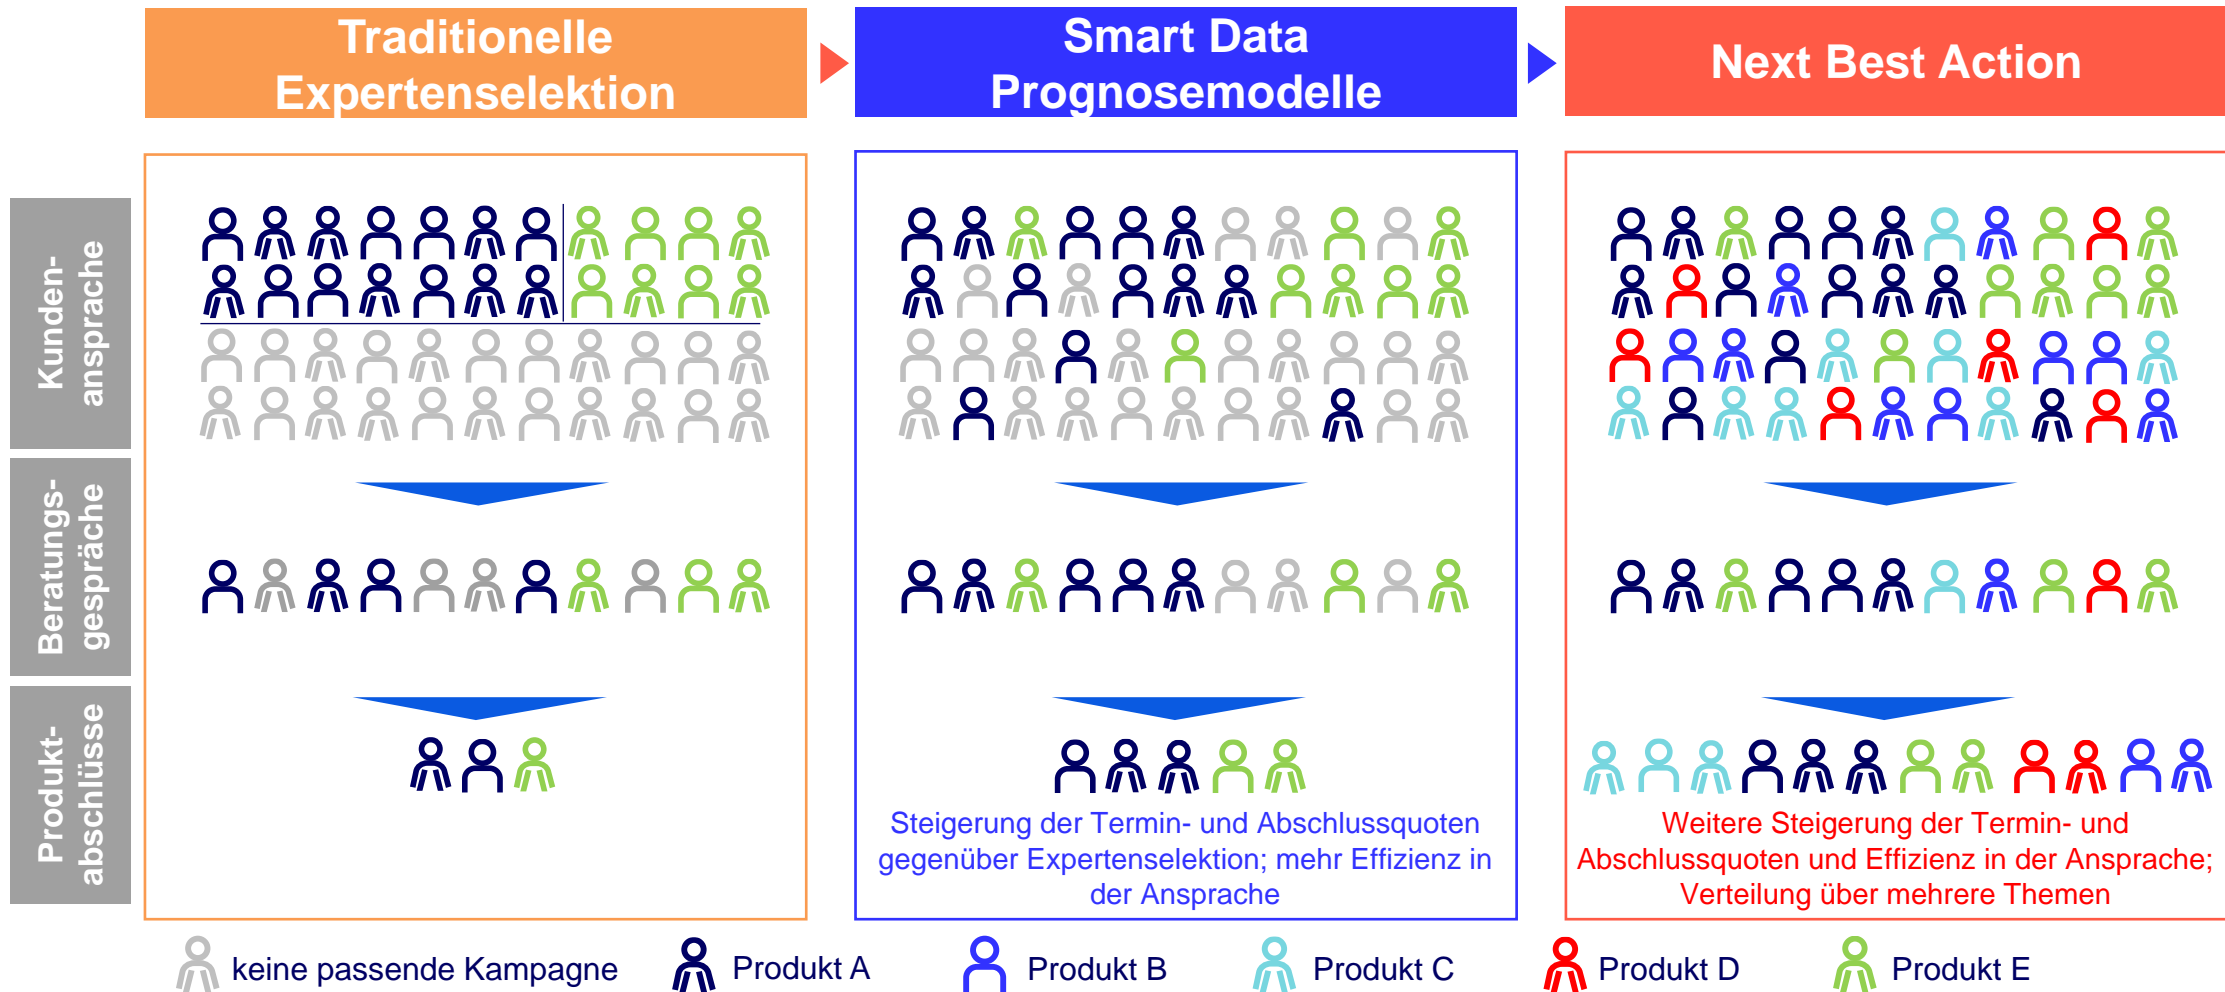 Traditionelle
Expertenselektion
Smart Data
Prognosemodelle
Next Best Action
Kunden-
ansprache
Beratungs-
gespräche
Produkt-
abschlüsse
Steigerung der Termin- und Abschlussquoten
gegenüber Expertenselektion; mehr Effizienz in
der Ansprache
Weitere Steigerung der Termin- und
Abschlussquoten und Effizienz in der Ansprache;
Verteilung über mehrere Themen
keine passende Kampagne
Produkt A
Produkt B
Produkt C
Produkt D
Produkt E